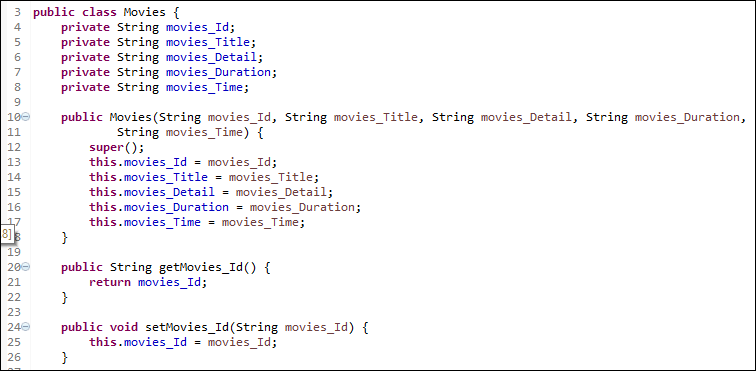 3 public class Movies {
4 private String movies_Id;
5 private String movies_Title;
6 private String movies_Detail;
7 private String movies_Duration;
8 private String movies_Time;
9
10 public Movies(String movies_Id, String movies_Title, String movies_Detail, String movies_Duration,
11 String movies_Time) {
12 super();
13 this.movies_Id = movies_Id;
14 this.movies_Title = movies_Title;
15 this.movies_Detail = movies_Detail;
16 this.movies_Duration = movies_Duration;
17 this.movies_Time = movies_Time;
8] 8 }
19
20 public String getMovies_Id() {
21 return movies_Id;
22 }
23
24 public void setMovies_Id(String movies_Id) {
25 this.movies_Id = movies_Id;
26 }